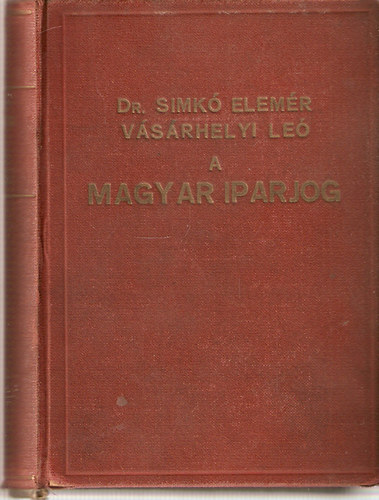 DR. SIMKÓ ELEMÉR
VÁSÁRHELYI LEÓ
A
MAGYAR IPARJOG